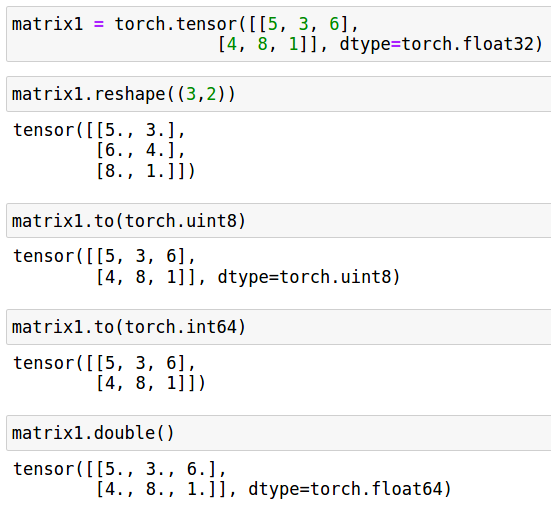 matrix1 = torch.tensor([[5, 3, 6],
                    [4, 8, 1]], dtype=torch.float32)
matrix1.reshape((3,2))
tensor([[5., 3.],
        [6., 4.],
        [8., 1.]])
matrix1.to(torch.uint8)
tensor([[5, 3, 6],
        [4, 8, 1]], dtype=torch.uint8)
matrix1.to(torch.int64)
tensor([[5, 3, 6],
        [4, 8, 1]])
matrix1.double()
tensor([[5., 3., 6.],
        [4., 8., 1.]], dtype=torch.float64)